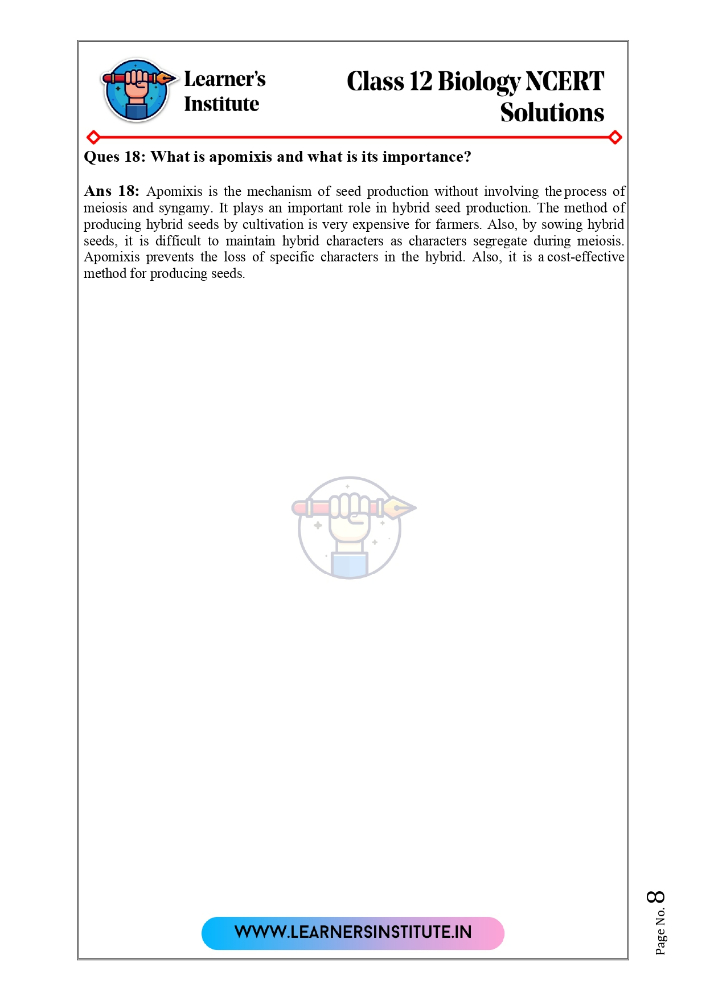 Learner's
Institute
Class 12 Biology NCERT
Solutions
Ques 18: What is apomixis and what is its importance?
Ans 18: Apomixis is the mechanism of seed production without involving the process of
meiosis and syngamy. It plays an important role in hybrid seed production. The method of
producing hybrid seeds by cultivation is very expensive for farmers. Also, by sowing hybrid
seeds, it is difficult to maintain hybrid characters as characters segregate during meiosis.
Apomixis prevents the loss of specific characters in the hybrid. Also, it is a cost-effective
method for producing seeds.
WWW.LEARNERSINSTITUTE.IN
Page No. 8